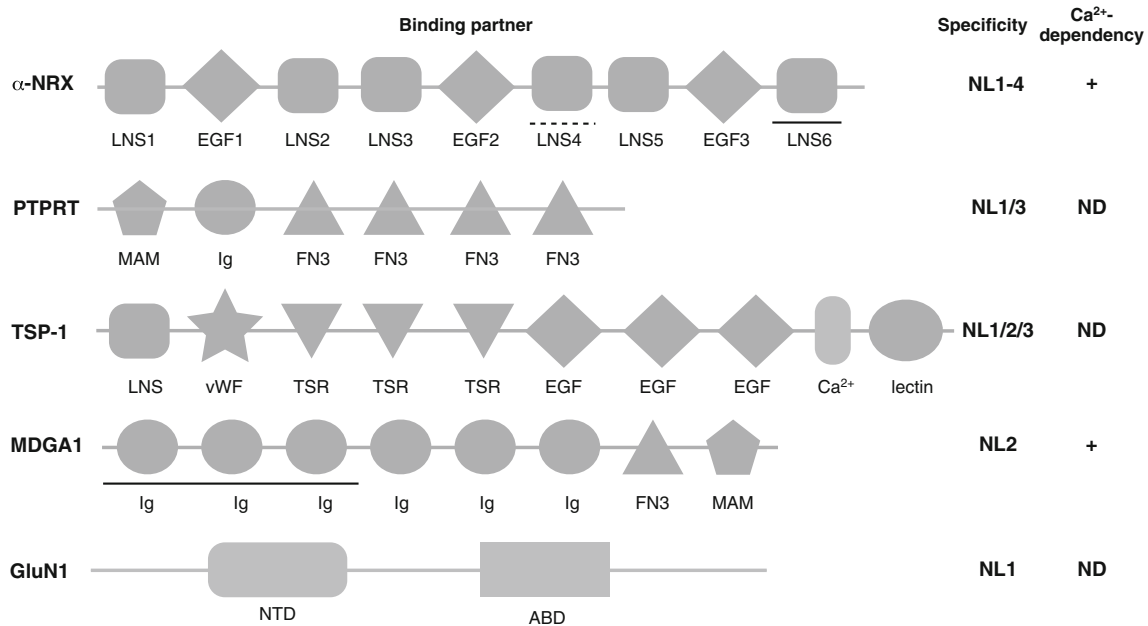 Binding partner Specificity Ca²⁺-
dependency
α-NRX NL1-4 +
LNS1 EGF1 LNS2 LNS3 EGF2 LNS4 LNS5 EGF3 LNS6
PTPRT NL1/3 ND
MAM Ig FN3 FN3 FN3 FN3
TSP-1 NL1/2/3 ND
LNS vWF TSR TSR TSR EGF EGF EGF Ca²⁺ lectin
MDGA1 NL2 +
Ig Ig Ig Ig Ig Ig FN3 MAM
GluN1 NL1 ND
NTD ABD